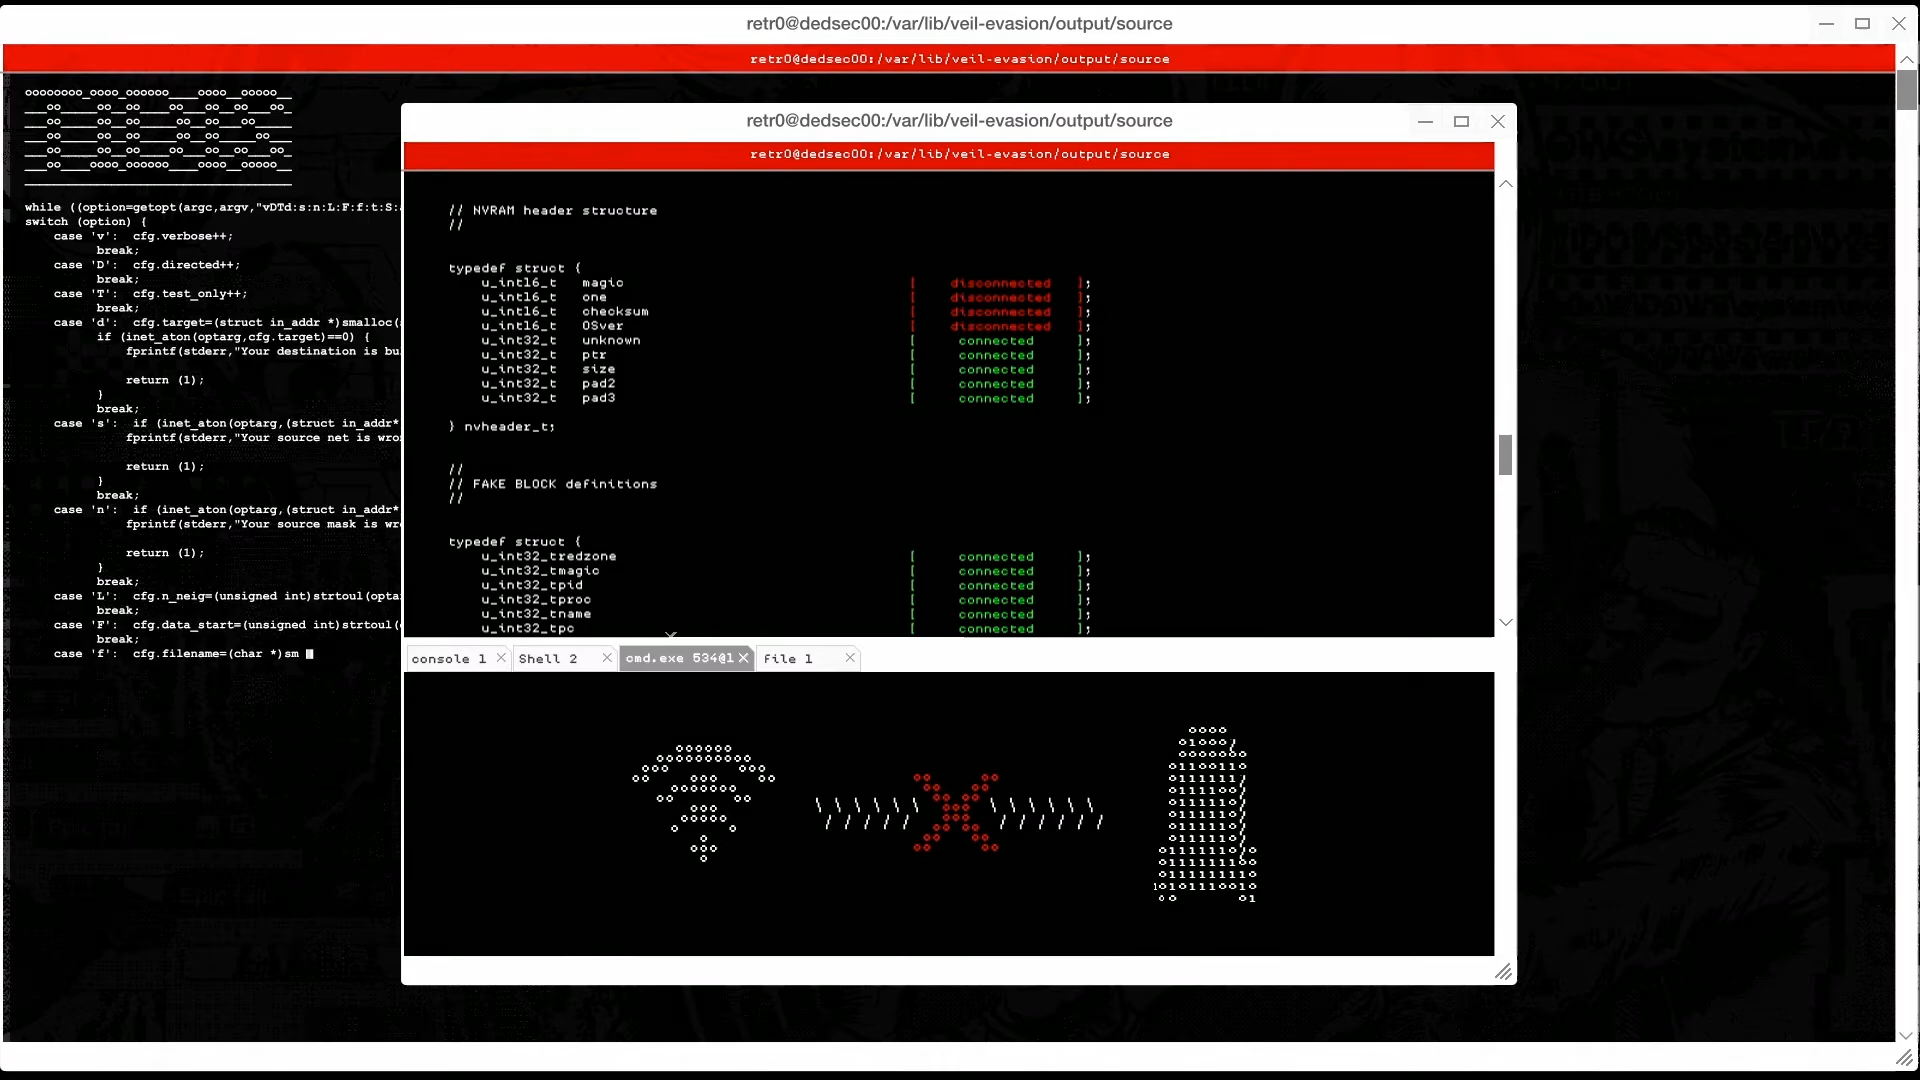 retr0@dedsec00:/var/lib/veil-evasion/output/source
retr0@dedsec00:/var/lib/veil-evasion/output/source
while ((option=getopt(argc,argv,"vDTd:s:n:L:F:f:t:S:
switch (option) {
case 'v':  cfg.verbose++;
break;
case 'D':  cfg.directed++;
break;
case 'T':  cfg.test_only++;
break;
case 'd':  cfg.target=(struct in_addr *)smalloc(
if (inet_aton(optarg,cfg.target)==0) {
fprintf(stderr,"Your destination is bu
return (1);
}
break;
case 's':  if (inet_aton(optarg,(struct in_addr*
fprintf(stderr,"Your source net is wro
return (1);
}
break;
case 'n':  if (inet_aton(optarg,(struct in_addr*
fprintf(stderr,"Your source mask is wr
return (1);
}
break;
case 'L':  cfg.n_neig=(unsigned int)strtoul(opta
break;
case 'F':  cfg.data_start=(unsigned int)strtoul(
break;
case 'f':  cfg.filename=(char *)sm
retr0@dedsec00:/var/lib/veil-evasion/output/source
retr0@dedsec00:/var/lib/veil-evasion/output/source
// NVRAM header structure
//
typedef struct {
u_int16_t   magic   [   disconnected   ];
u_int16_t   one   [   disconnected   ];
u_int16_t   checksum   [   disconnected   ];
u_int16_t   OSver   [   disconnected   ];
u_int32_t   unknown   [   connected   ];
u_int32_t   ptr   [   connected   ];
u_int32_t   size   [   connected   ];
u_int32_t   pad2   [   connected   ];
u_int32_t   pad3   [   connected   ];
} nvheader_t;
//
// FAKE BLOCK definitions
//
typedef struct {
u_int32_tredzone   [   connected   ];
u_int32_tmagic   [   connected   ];
u_int32_tpid   [   connected   ];
u_int32_tproc   [   connected   ];
u_int32_tname   [   connected   ];
u_int32_tpc   [   connected   ];
console 1   Shell 2   cmd.exe 534@1   File 1